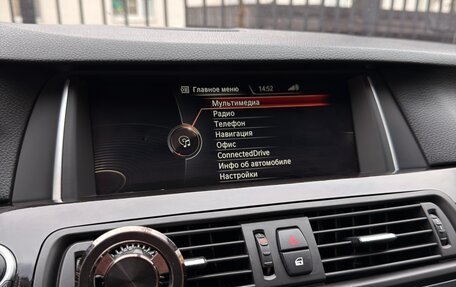 Главное меню 14:52
Мультимедиа
Радио
Телефон
Навигация
Офис
ConnectedDrive
Инфо об автомобиле
Настройки